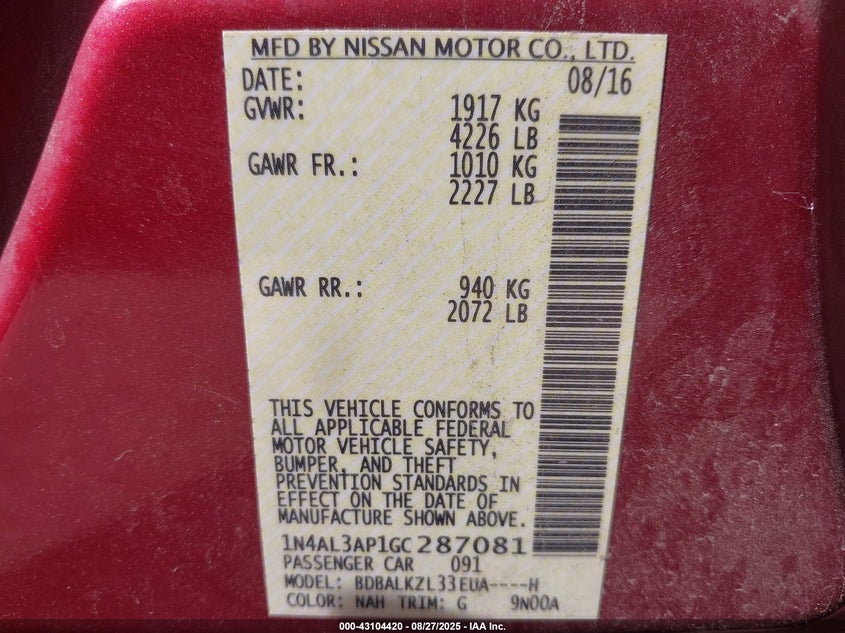 MFD BY NISSAN MOTOR CO., LTD.
DATE: 08/16
GVWR: 1917 KG
4226 LB
GAWR FR.: 1010 KG
2227 LB
GAWR RR.: 940 KG
2072 LB
THIS VEHICLE CONFORMS TO
ALL APPLICABLE FEDERAL
MOTOR VEHICLE SAFETY,
BUMPER, AND THEFT
PREVENTION STANDARDS IN
EFFECT ON THE DATE OF
MANUFACTURE SHOWN ABOVE.
1N4AL3AP1GC287081
PASSENGER CAR 091
MODEL: BDBALKZL33EUA----H
COLOR: NAH TRIM: G 9N00A
000-43104420 - 08/27/2025 - IAA Inc.